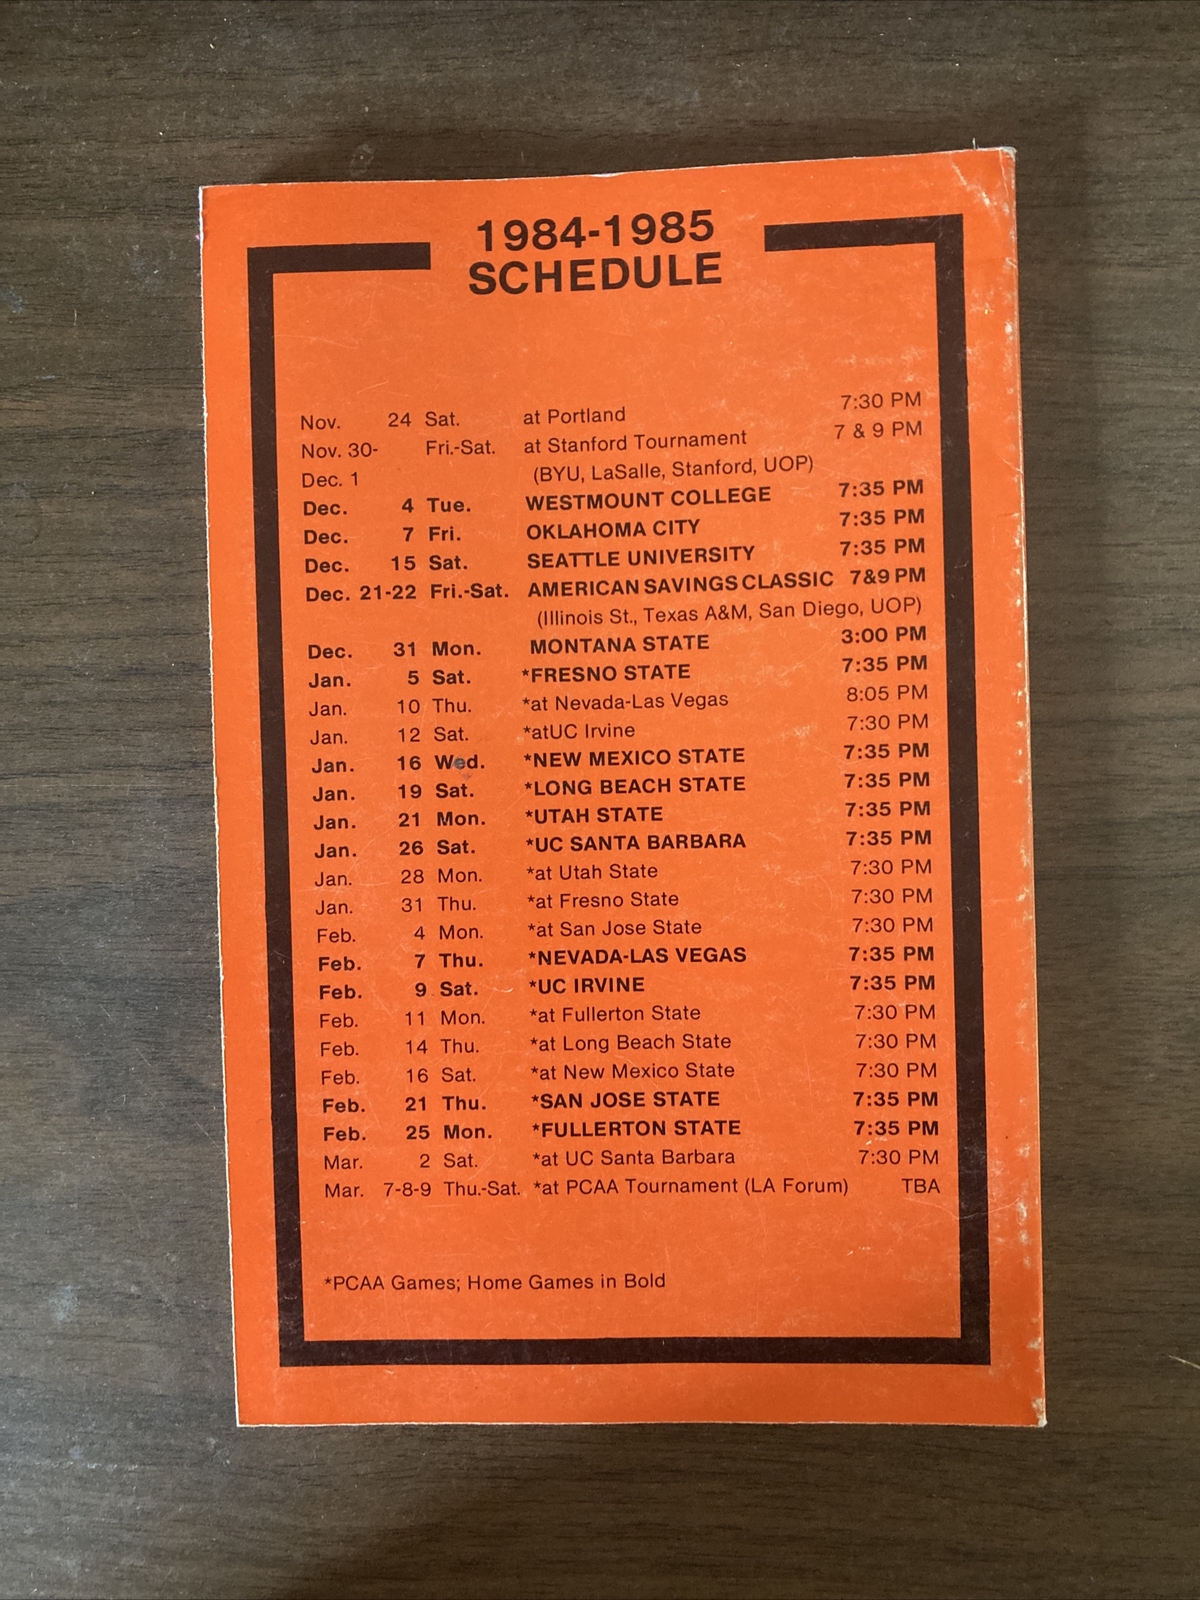 1984-1985
SCHEDULE
Nov. 24 Sat. at Portland 7:30 PM
Nov. 30- Fri.-Sat. at Stanford Tournament 7 & 9 PM
Dec. 1 (BYU, LaSalle, Stanford, UOP)
Dec. 4 Tue. WESTMOUNT COLLEGE 7:35 PM
Dec. 7 Fri. OKLAHOMA CITY 7:35 PM
Dec. 15 Sat. SEATTLE UNIVERSITY 7:35 PM
Dec. 21-22 Fri.-Sat. AMERICAN SAVINGS CLASSIC 7&9 PM
(Illinois St., Texas A&M, San Diego, UOP)
Dec. 31 Mon. MONTANA STATE 3:00 PM
Jan. 5 Sat. *FRESNO STATE 7:35 PM
Jan. 10 Thu. *at Nevada-Las Vegas 8:05 PM
Jan. 12 Sat. *atUC Irvine 7:30 PM
Jan. 16 Wed. *NEW MEXICO STATE 7:35 PM
Jan. 19 Sat. *LONG BEACH STATE 7:35 PM
Jan. 21 Mon. *UTAH STATE 7:35 PM
Jan. 26 Sat. *UC SANTA BARBARA 7:35 PM
Jan. 28 Mon. *at Utah State 7:30 PM
Jan. 31 Thu. *at Fresno State 7:30 PM
Feb. 4 Mon. *at San Jose State 7:30 PM
Feb. 7 Thu. *NEVADA-LAS VEGAS 7:35 PM
Feb. 9 Sat. *UC IRVINE 7:35 PM
Feb. 11 Mon. *at Fullerton State 7:30 PM
Feb. 14 Thu. *at Long Beach State 7:30 PM
Feb. 16 Sat. *at New Mexico State 7:30 PM
Feb. 21 Thu. *SAN JOSE STATE 7:35 PM
Feb. 25 Mon. *FULLERTON STATE 7:35 PM
Mar. 2 Sat. *at UC Santa Barbara 7:30 PM
Mar. 7-8-9 Thu.-Sat. *at PCAA Tournament (LA Forum) TBA
*PCAA Games; Home Games in Bold